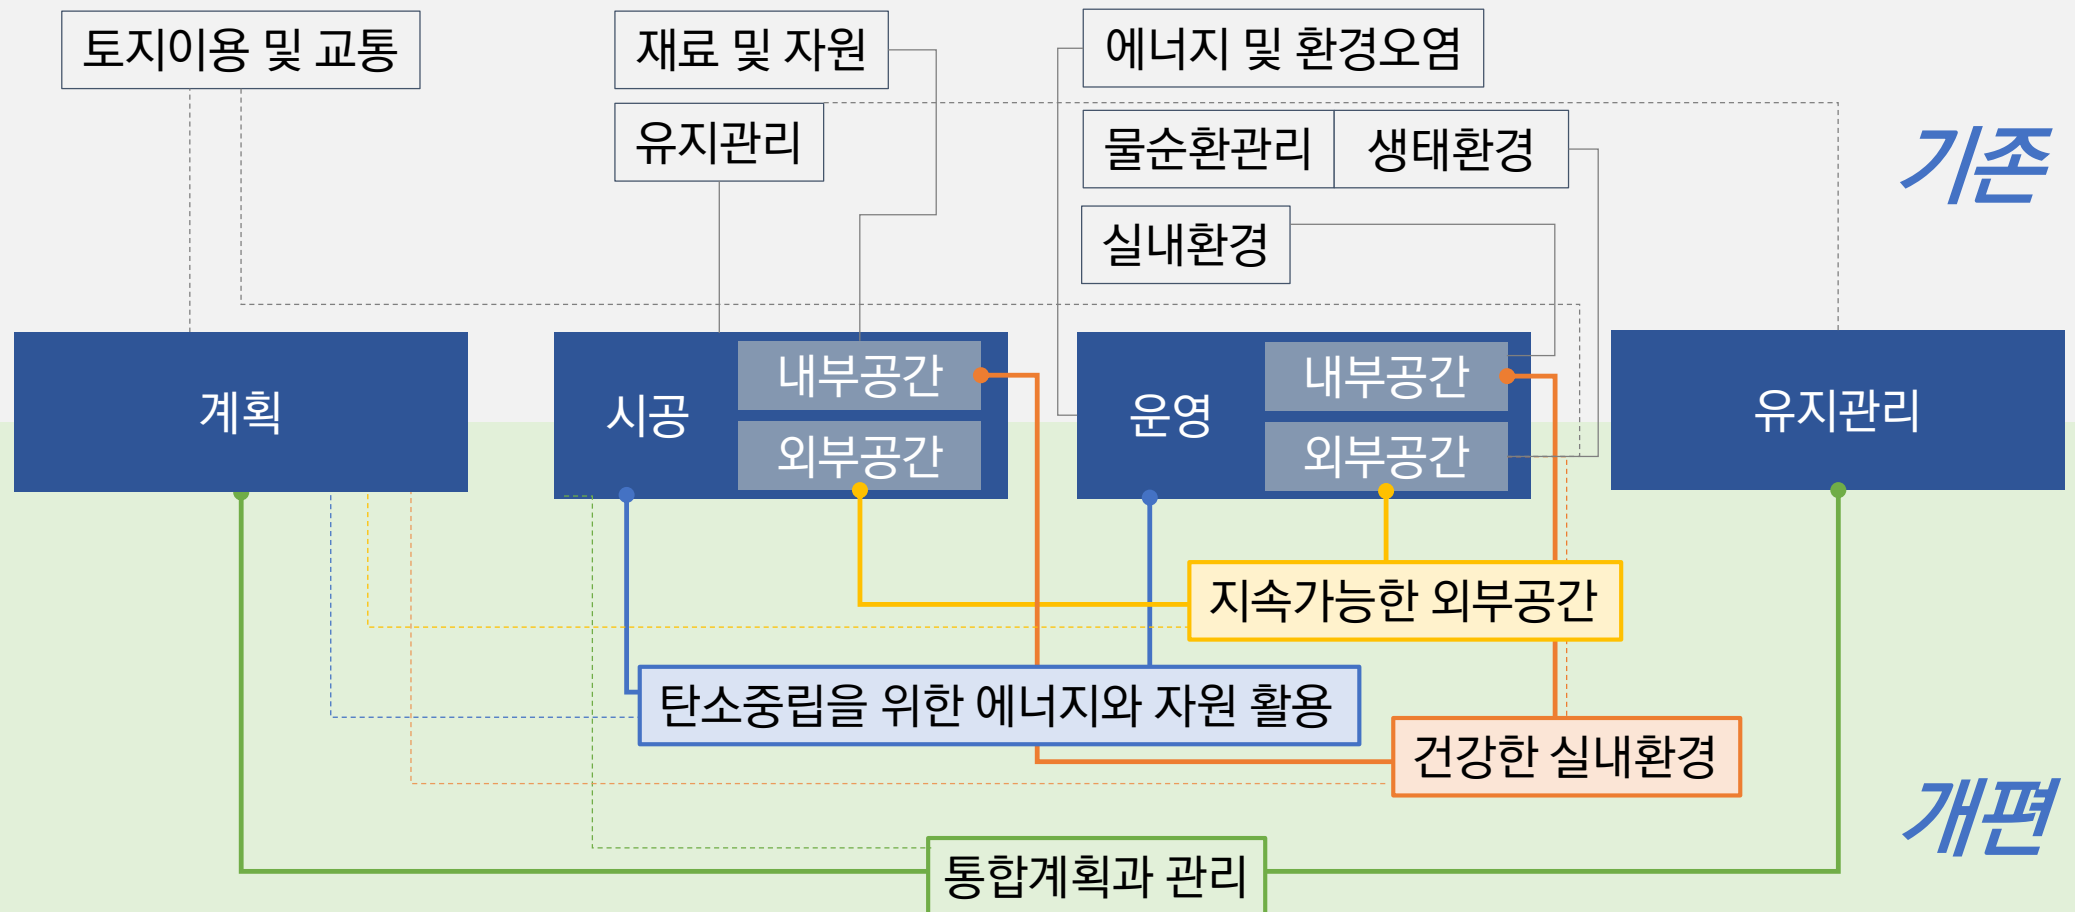 토지이용 및 교통
재료 및 자원
에너지 및 환경오염
유지관리
물순환관리
생태환경
기존
실내환경
계획
시공
내부공간
외부공간
운영
내부공간
외부공간
유지관리
지속가능한 외부공간
탄소중립을 위한 에너지와 자원 활용
건강한 실내환경
개편
통합계획과 관리